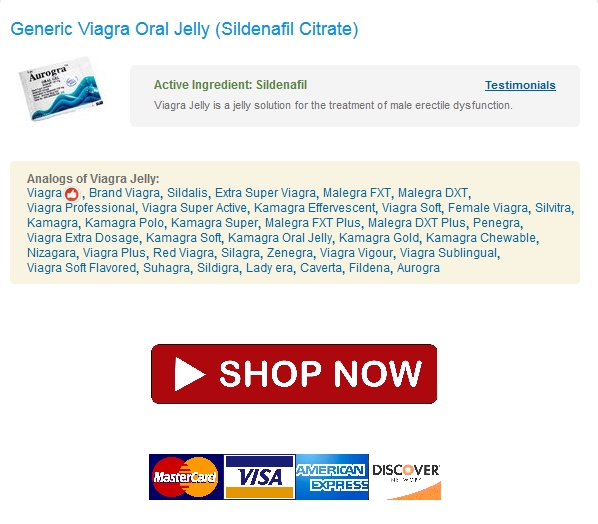 Generic Viagra Oral Jelly (Sildenafil Citrate)
Aurogra
ORAL GEL
Active Ingredient: Sildenafil
Testimonials
Viagra Jelly is a jelly solution for the treatment of male erectile dysfunction.
Analogs of Viagra Jelly:
Viagra , Brand Viagra, Sildalis, Extra Super Viagra, Malegra FXT, Malegra DXT,
Viagra Professional, Viagra Super Active, Kamagra Effervescent, Viagra Soft, Female Viagra, Silvitra,
Kamagra, Kamagra Polo, Kamagra Super, Malegra FXT Plus, Malegra DXT Plus, Penegra,
Viagra Extra Dosage, Kamagra Soft, Kamagra Oral Jelly, Kamagra Gold, Kamagra Chewable,
Nizagara, Viagra Plus, Red Viagra, Silagra, Zenegra, Viagra Vigour, Viagra Sublingual,
Viagra Soft Flavored, Suhagra, Sildigra, Lady era, Caverta, Fildena, Aurogra
SHOP NOW
MasterCard
VISA
AMERICAN
EXPRESS
DISCOVER
NETWORK